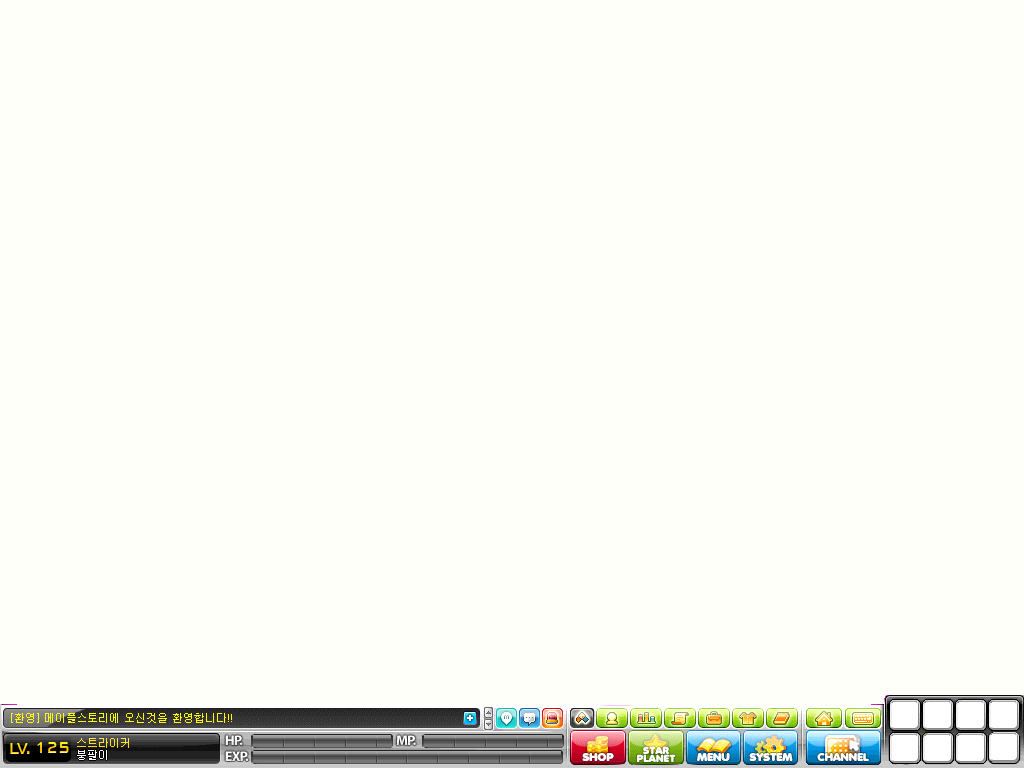 [환영] 메이플스토리에 오신것을 환영합니다!!
LV. 125 스트라이커
붕팔이
HP.
MP.
EXP.
SHOP
STAR
PLANET
MENU
SYSTEM
CHANNEL